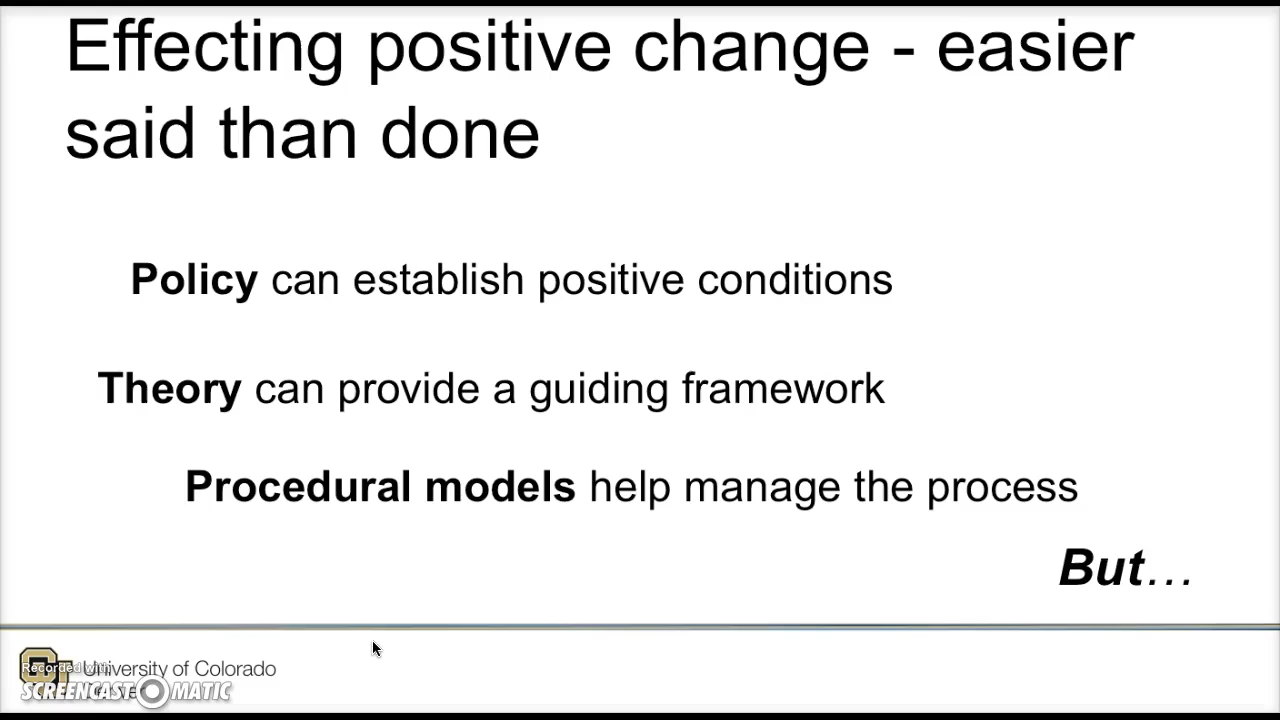 Effecting positive change - easier
said than done
Policy can establish positive conditions
Theory can provide a guiding framework
Procedural models help manage the process
But...
University of Colorado
Recorded with
SCREENCAST MATIC